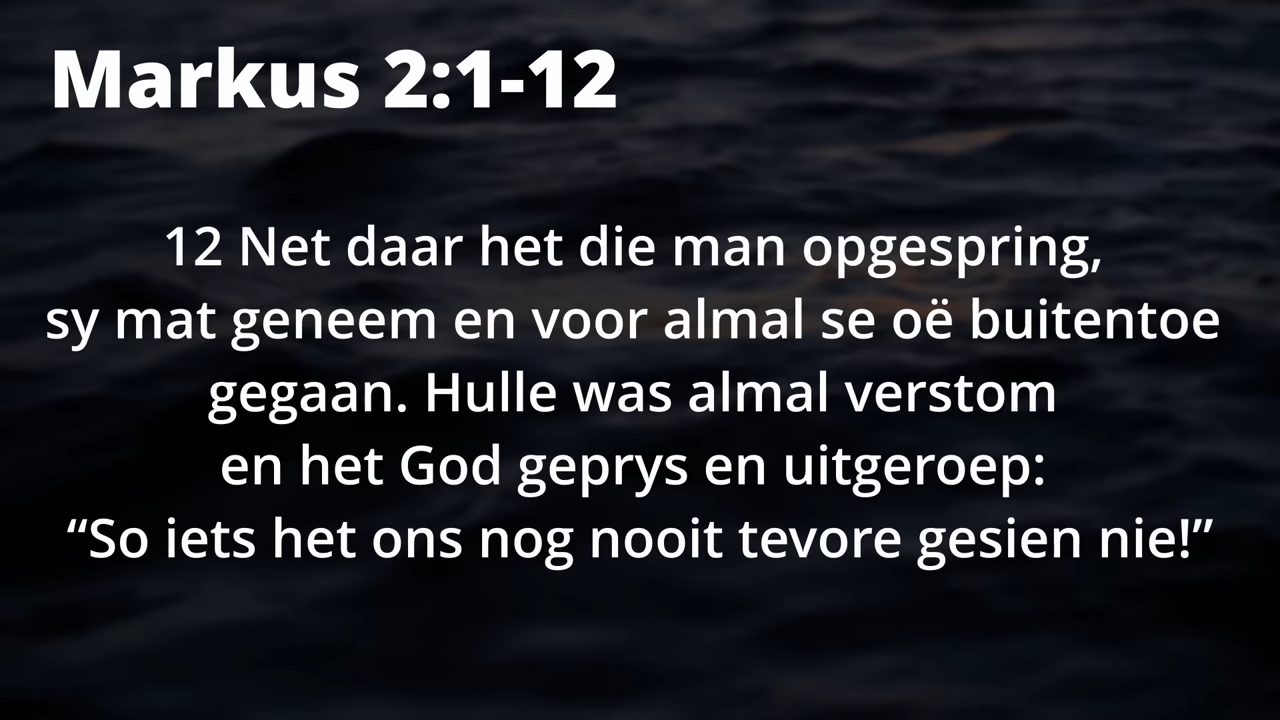 Markus 2:1-12
12 Net daar het die man opgespring,
sy mat geneem en voor almal se oë buitentoe
gegaan. Hulle was almal verstom
en het God geprys en uitgeroep:
“So iets het ons nog nooit tevore gesien nie!”